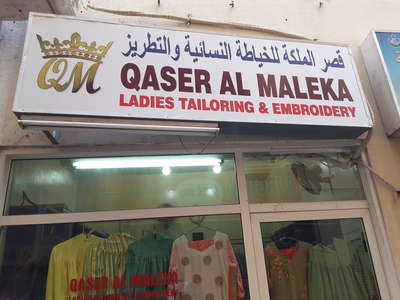 قصر الملكة للخياطة النسائية والتطريز
QM
QASER AL MALEKA
LADIES TAILORING & EMBROIDERY
QASER AL MALEKA